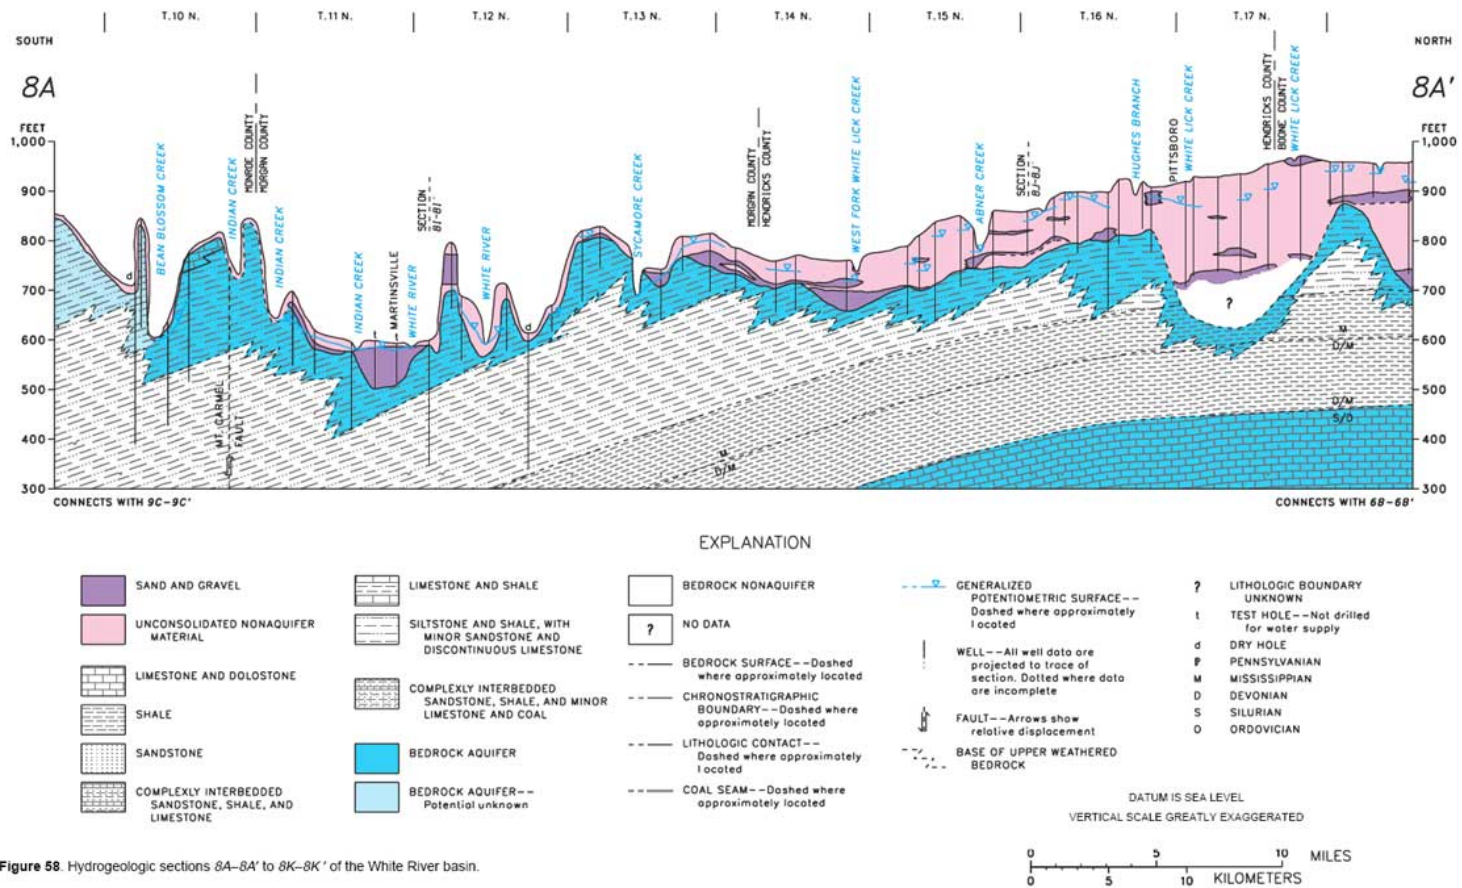 T.10 N.
T.11 N.
T.12 N.
T.13 N.
T.14 N.
T.15 N.
T.16 N.
T.17 N.
SOUTH
NORTH
8A
8A'
FEET
FEET
1,000
900
800
700
600
500
400
300
1,000
900
800
700
600
500
400
300
BEAN BLOSSOM CREEK
INDIAN CREEK
MONROE COUNTY
MORGAN COUNTY
INDIAN CREEK
INDIAN CREEK
MARTINSVILLE
WHITE RIVER
SECTION
8I-8I'
WHITE RIVER
SYCAMORE CREEK
MORGAN COUNTY
HENDRICKS COUNTY
WEST FORK WHITE LICK CREEK
ABNER CREEK
SECTION
8J-8J'
HUGHES BRANCH
PITTSBORO
WHITE LICK CREEK
HENDRICKS COUNTY
BOONE COUNTY
WHITE LICK CREEK
d
t
d
?
MT. CARMEL
FAULT
M
D/M
M
D/M
D/M
S/D
CONNECTS WITH 9C-9C'
CONNECTS WITH 6B-6B'
EXPLANATION
SAND AND GRAVEL
UNCONSOLIDATED NONAQUIFER
MATERIAL
LIMESTONE AND DOLOSTONE
SHALE
SANDSTONE
COMPLEXLY INTERBEDDED
SANDSTONE, SHALE, AND
LIMESTONE
LIMESTONE AND SHALE
SILTSTONE AND SHALE, WITH
MINOR SANDSTONE AND
DISCONTINUOUS LIMESTONE
COMPLEXLY INTERBEDDED
SANDSTONE, SHALE, AND MINOR
LIMESTONE AND COAL
BEDROCK AQUIFER
BEDROCK AQUIFER--
Potential unknown
BEDROCK NONAQUIFER
? NO DATA
BEDROCK SURFACE--Dashed
where approximately located
CHRONOSTRATIGRAPHIC
BOUNDARY--Dashed where
approximately located
LITHOLOGIC CONTACT--
Dashed where approximately
located
COAL SEAM--Dashed where
approximately located
GENERALIZED
POTENTIOMETRIC SURFACE--
Dashed where approximately
located
WELL--All well data are
projected to trace of
section. Dotted where data
are incomplete
FAULT--Arrows show
relative displacement
BASE OF UPPER WEATHERED
BEDROCK
? LITHOLOGIC BOUNDARY
UNKNOWN
t TEST HOLE--Not drilled
for water supply
d DRY HOLE
P PENNSYLVANIAN
M MISSISSIPPIAN
D DEVONIAN
S SILURIAN
O ORDOVICIAN
DATUM IS SEA LEVEL
VERTICAL SCALE GREATLY EXAGGERATED
0 5 10 MILES
0 5 10 KILOMETERS
Figure 58. Hydrogeologic sections 8A–8A' to 8K–8K' of the White River basin.